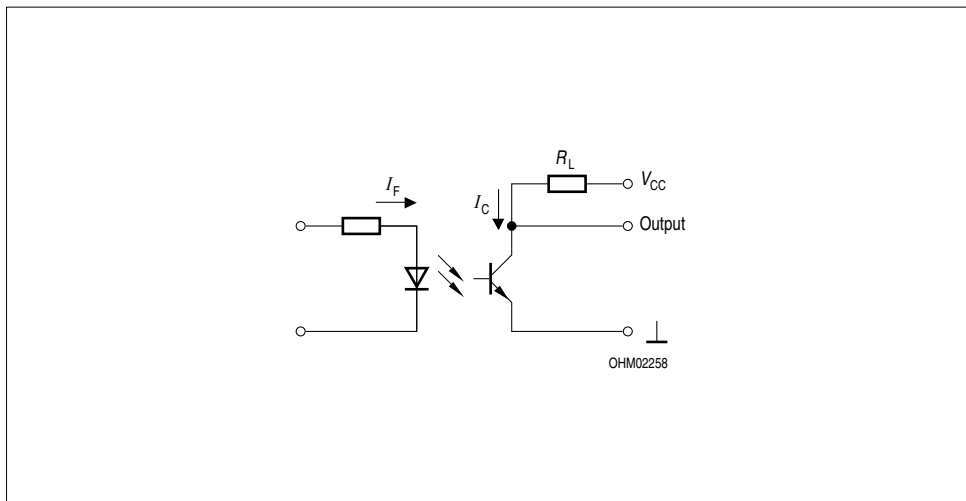 R_L
V_CC
I_F
I_C
Output
OHM02258